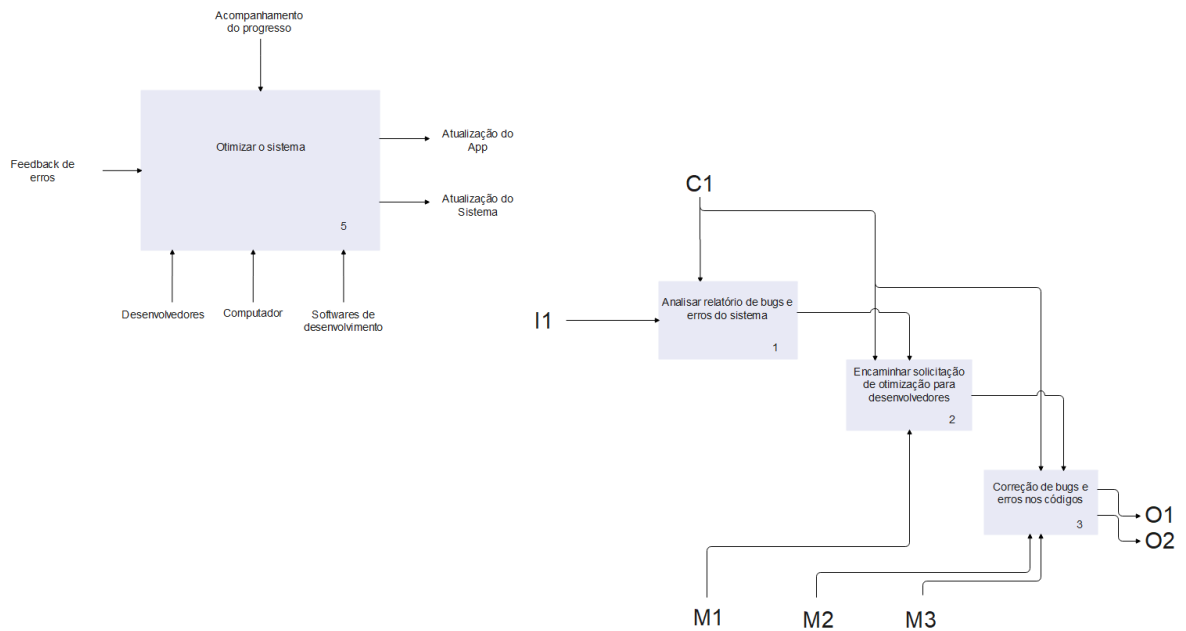 Acompanhamento
do progresso
Otimizar o sistema
Feedback de
erros
Atualização do
App
Atualização do
Sistema
5
Desenvolvedores
Computador
Softwares de
desenvolvimento
C1
I1
Analisar relatório de bugs e
erros do sistema
1
Encaminhar solicitação
de otimização para
desenvolvedores
2
Correção de bugs e
erros nos códigos
3
O1
O2
M1
M2
M3